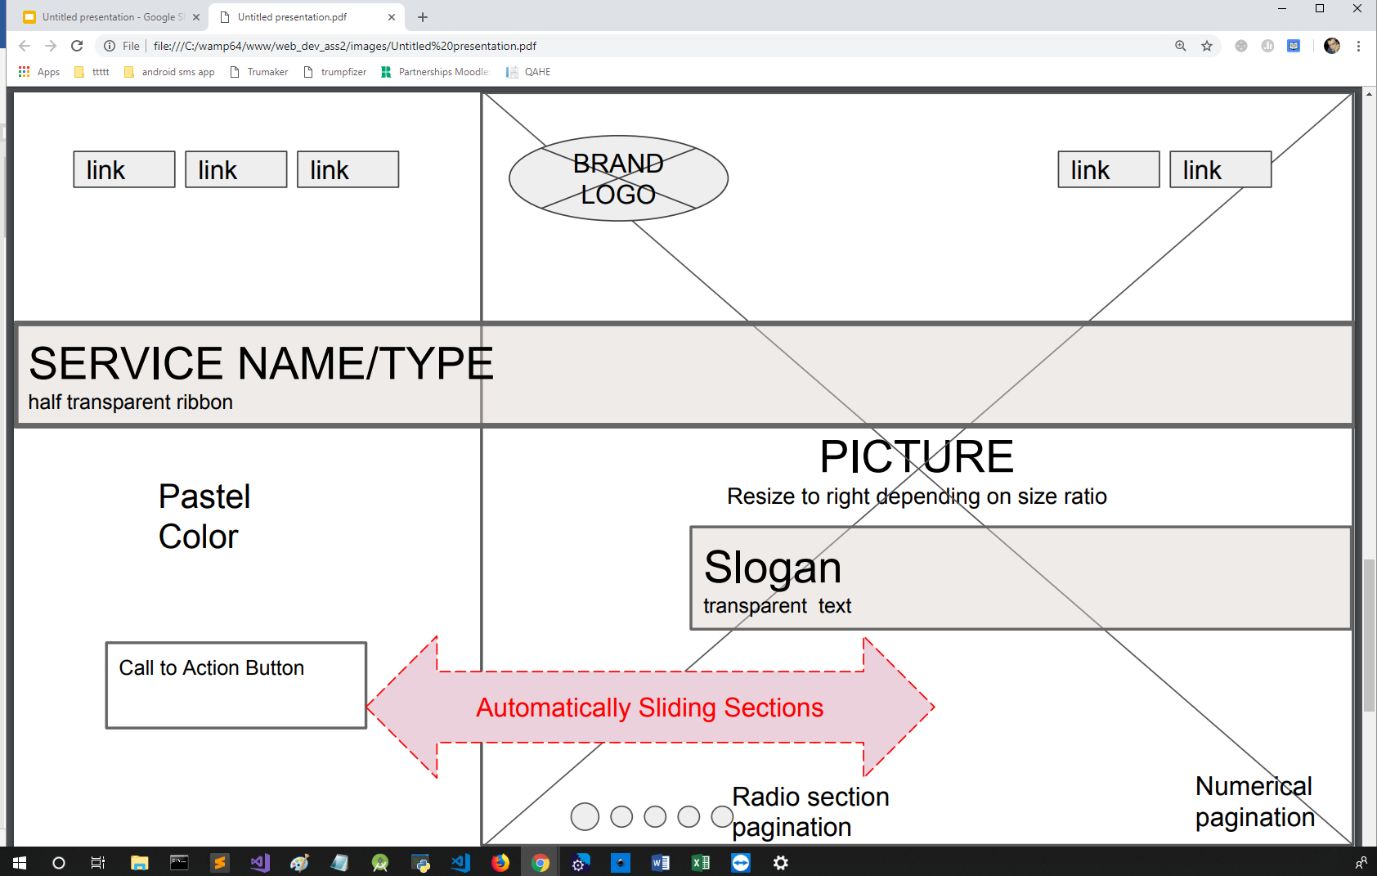 Untitled presentation - Google S
Untitled presentation.pdf
File
file:///C:/wamp64/www/web_dev_ass2/images/Untitled%20presentation.pdf
Apps
ttttt
android sms app
Trumaker
trumpfizer
Partnerships Moodle
QAHE
link
link
link
BRAND
LOGO
link
link
SERVICE NAME/TYPE
half transparent ribbon
PICTURE
Resize to right depending on size ratio
Pastel
Color
Slogan
transparent text
Call to Action Button
Automatically Sliding Sections
Radio section
pagination
Numerical
pagination